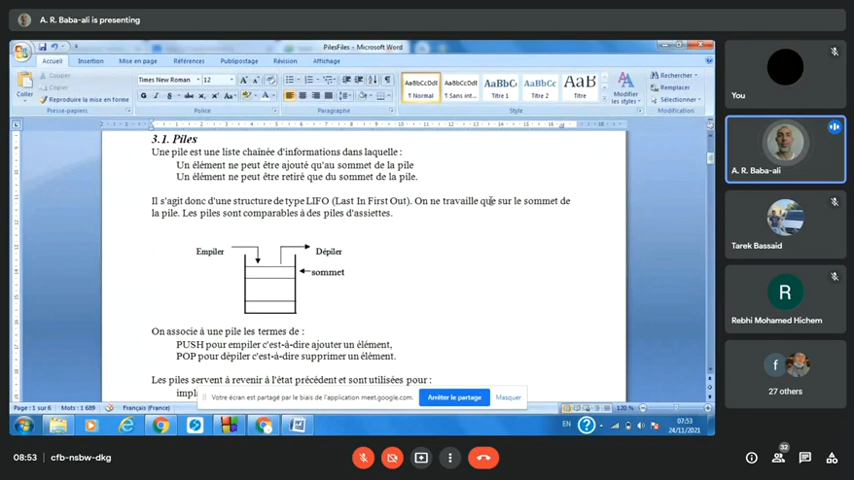 A. R. Baba-ali is presenting
PilesFiles - Microsoft Word
Accueil Insertion Mise en page Références Publipostage Révision Affichage
Couper
Copier
Coller
Reproduire la mise en forme
Times New Roman 12
AaBbCcDdI AaBbCcDdI AaBbC AaBbCc AaB
¶ Normal ¶ Sans int... Titre 1 Titre 2 Titre
Modifier
les styles
Rechercher
Remplacer
Sélectionner
Presse-papiers Police Paragraphe Style Modification
3.1. Piles
Une pile est une liste chaînée d'informations dans laquelle :
Un élément ne peut être ajouté qu'au sommet de la pile
Un élément ne peut être retiré que du sommet de la pile.
Il s'agit donc d'une structure de type LIFO (Last In First Out). On ne travaille que sur le sommet de
la pile. Les piles sont comparables à des piles d'assiettes.
Empiler Dépiler
sommet
On associe à une pile les termes de :
PUSH pour empiler c'est-à-dire ajouter un élément,
POP pour dépiler c'est-à-dire supprimer un élément.
Les piles servent à revenir à l'état précédent et sont utilisées pour :
impl
Votre écran est partagé par le biais de l'application meet.google.com.
Arrêter le partage
Masquer
Page : 1 sur 6 Mots : 1 689 Français (France) 120 %
EN
07:53
24/11/2021
You
A. R. Baba-ali
Tarek Bassaid
R
Rebhi Mohamed Hichem
f
27 others
08:53 cfb-nsbw-dkg
32